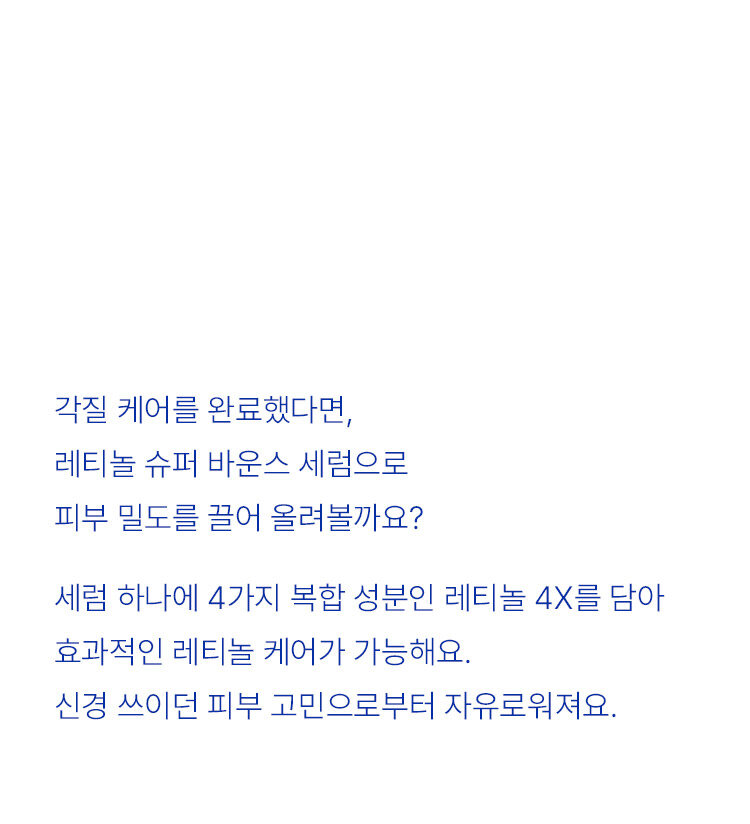 각질 케어를 완료했다면,
레티놀 슈퍼 바운스 세럼으로
피부 밀도를 끌어 올려볼까요?
세럼 하나에 4가지 복합 성분인 레티놀 4X를 담아
효과적인 레티놀 케어가 가능해요.
신경 쓰이던 피부 고민으로부터 자유로워져요.